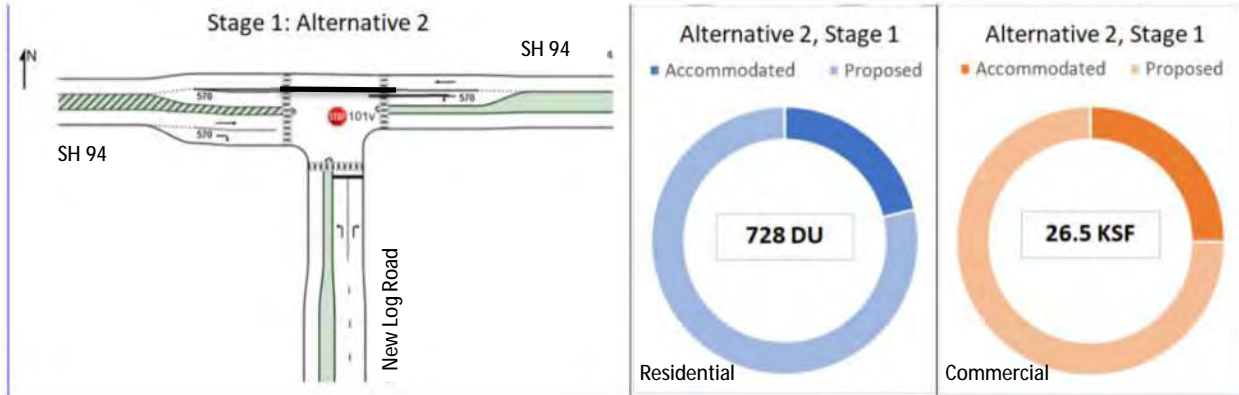 Stage 1: Alternative 2
N
SH 94
570
570
STOP 101v
570
SH 94
New Log Road
Alternative 2, Stage 1
Accommodated Proposed
728 DU
Residential
Alternative 2, Stage 1
Accommodated Proposed
26.5 KSF
Commercial